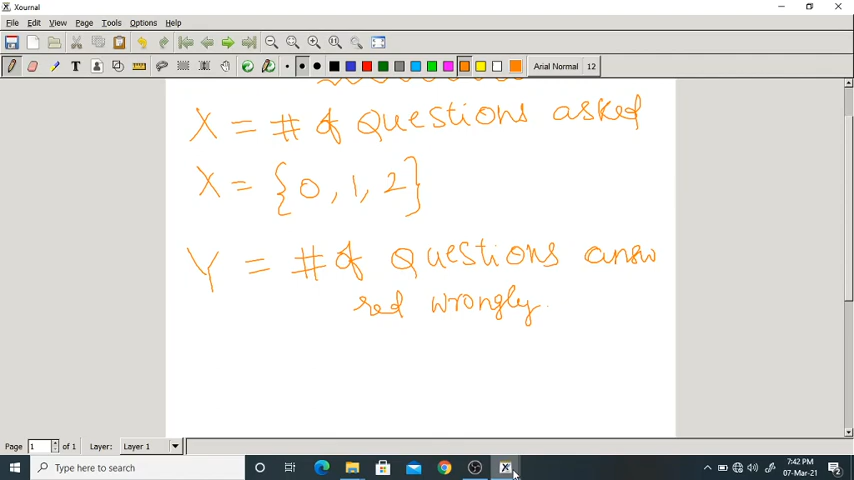 Xournal
File Edit View Page Tools Options Help
Arial Normal 12
X = # of Questions asked
X = {0, 1, 2}
Y = # of Questions answ
red wrongly.
Page 1 of 1 Layer: Layer 1
Type here to search
7:42 PM
07-Mar-21
2